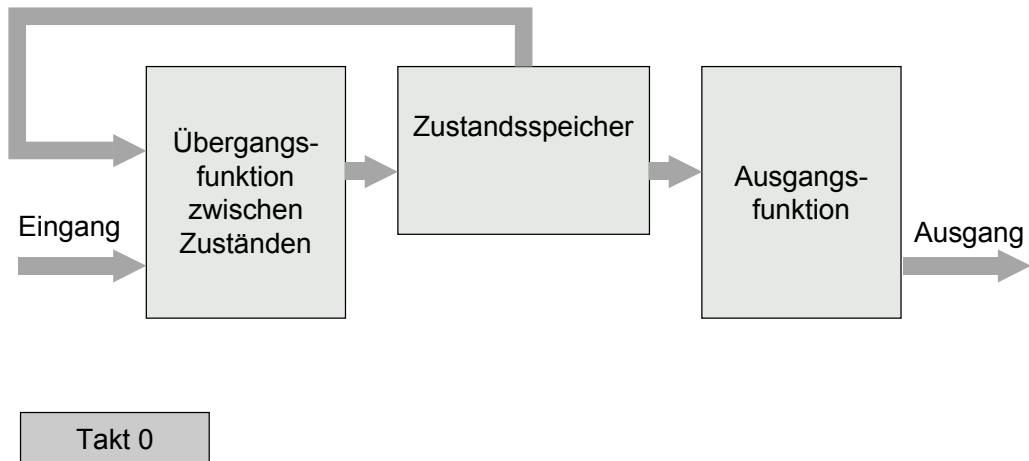 Übergangs-
funktion
zwischen
Zuständen
Zustandsspeicher
Ausgangs-
funktion
Eingang
Ausgang
Takt 0